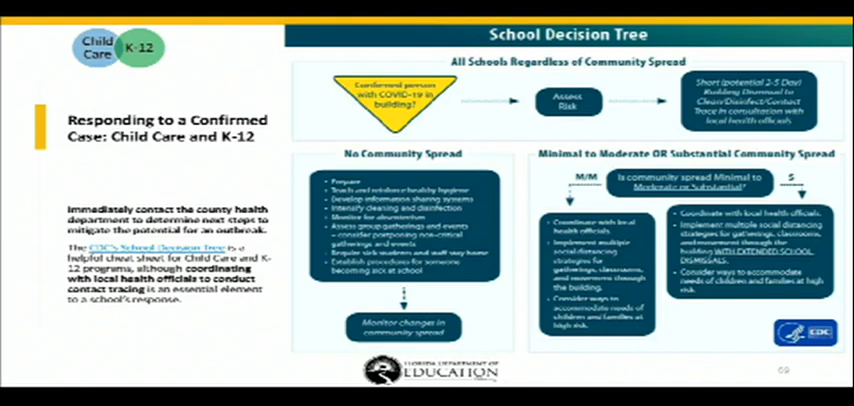 Child
Care
K-12
Responding to a Confirmed
Case: Child Care and K-12
Immediately contact the county health
department to determine next steps to
mitigate the potential for an outbreak.
The CDC's School Decision Tree is a
helpful cheat sheet for Child Care and K-
12 programs, although coordinating
with local health officials to conduct
contact tracing is an essential element
to a school's response.
School Decision Tree
All Schools Regardless of Community Spread
Confirmed person
with COVID-19 in
building?
Assess
Risk
Short (potential 2-5 Day)
Building Dismissal to
Clean/Disinfect/Contact
Trace in consultation with
local health officials
No Community Spread
• Prepare
• Teach and reinforce healthy hygiene
• Develop information sharing systems
• Intensify cleaning and disinfection
• Monitor for absenteeism
• Assess group gatherings and events
– consider postponing non-critical
gatherings and events
• Require sick students and staff stay home
• Establish procedures for someone
becoming sick at school
Monitor changes in
community spread
Minimal to Moderate OR Substantial Community Spread
M/M
Is community spread Minimal to
Moderate or Substantial?
S
• Coordinate with local
health officials.
• Implement multiple
social distancing
strategies for
gatherings, classrooms,
and movement through
the building.
• Consider ways to
accommodate needs of
children and families at
high risk.
• Coordinate with local health officials.
• Implement multiple social distancing
strategies for gatherings, classrooms,
and movement through the
building WITH EXTENDED SCHOOL
DISMISSALS.
• Consider ways to accommodate
needs of children and families at high
risk.
CDC
FLORIDA DEPARTMENT OF
EDUCATION
69